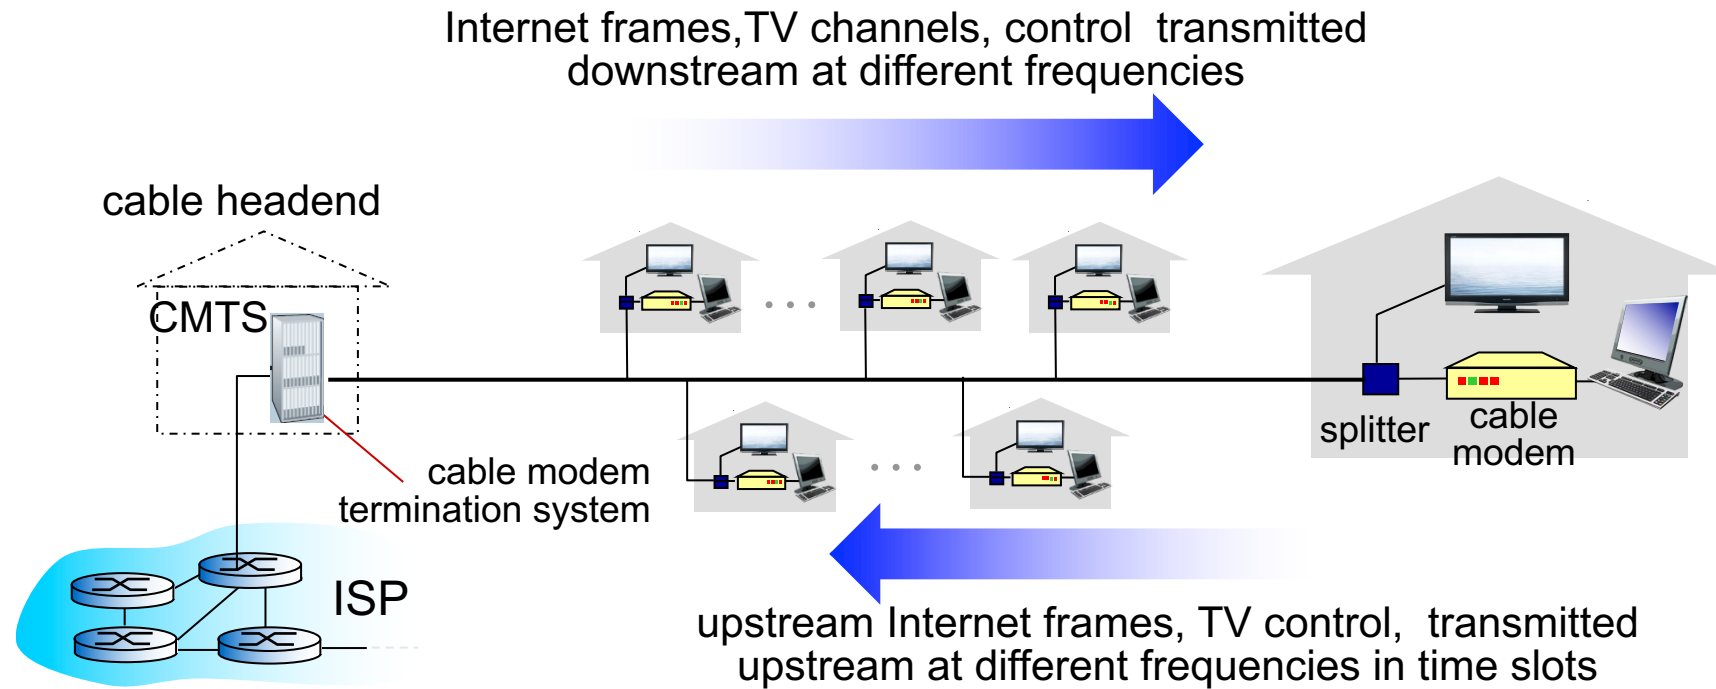 Internet frames,TV channels, control  transmitted
downstream at different frequencies
cable headend
CMTS
splitter
cable
modem
cable modem
termination system
ISP
upstream Internet frames, TV control,  transmitted
upstream at different frequencies in time slots